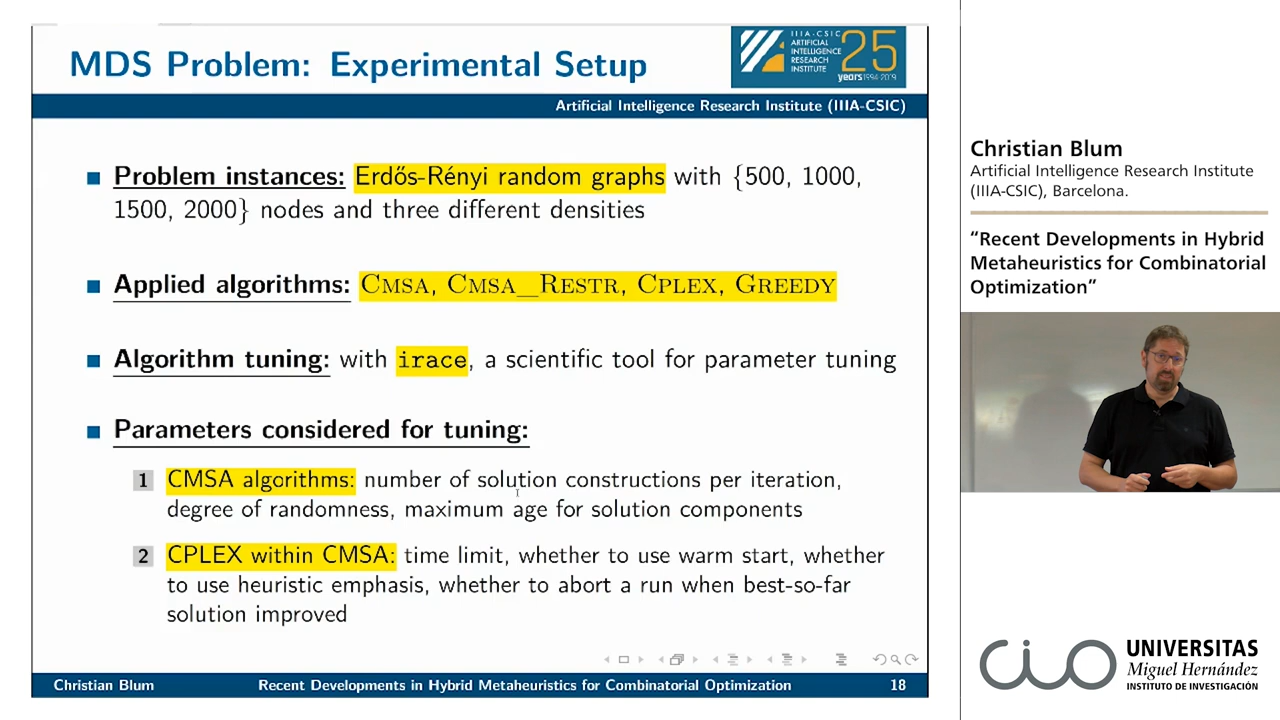 MDS Problem: Experimental Setup
IIIA-CSIC
ARTIFICIAL
INTELLIGENCE
RESEARCH
INSTITUTE
25
years 1994-2019
Artificial Intelligence Research Institute (IIIA-CSIC)
Problem instances: Erdős-Rényi random graphs with {500, 1000,
1500, 2000} nodes and three different densities
Applied algorithms: CMSA, CMSA_RESTR, CPLEX, GREEDY
Algorithm tuning: with irace, a scientific tool for parameter tuning
Parameters considered for tuning:
1 CMSA algorithms: number of solution constructions per iteration,
degree of randomness, maximum age for solution components
2 CPLEX within CMSA: time limit, whether to use warm start, whether
to use heuristic emphasis, whether to abort a run when best-so-far
solution improved
Christian Blum Recent Developments in Hybrid Metaheuristics for Combinatorial Optimization 18
Christian Blum
Artificial Intelligence Research Institute
(IIIA-CSIC), Barcelona.
“Recent Developments in Hybrid
Metaheuristics for Combinatorial
Optimization”
cio
UNIVERSITAS
Miguel Hernández
INSTITUTO DE INVESTIGACIÓN